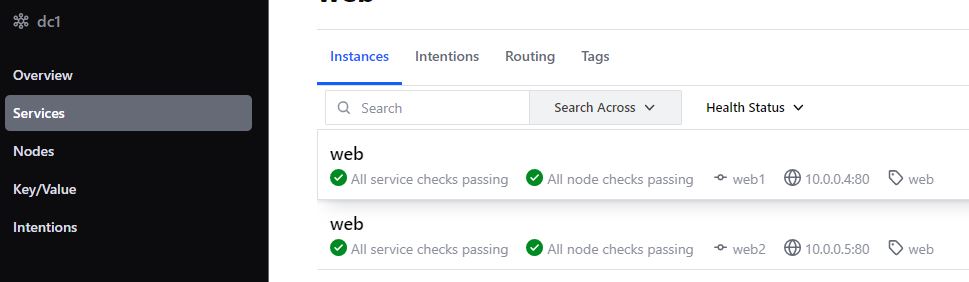 dc1
Overview
Services
Nodes
Key/Value
Intentions
web
Instances Intentions Routing Tags
Search Search Across Health Status
web
All service checks passing All node checks passing web1 10.0.0.4:80 web
web
All service checks passing All node checks passing web2 10.0.0.5:80 web